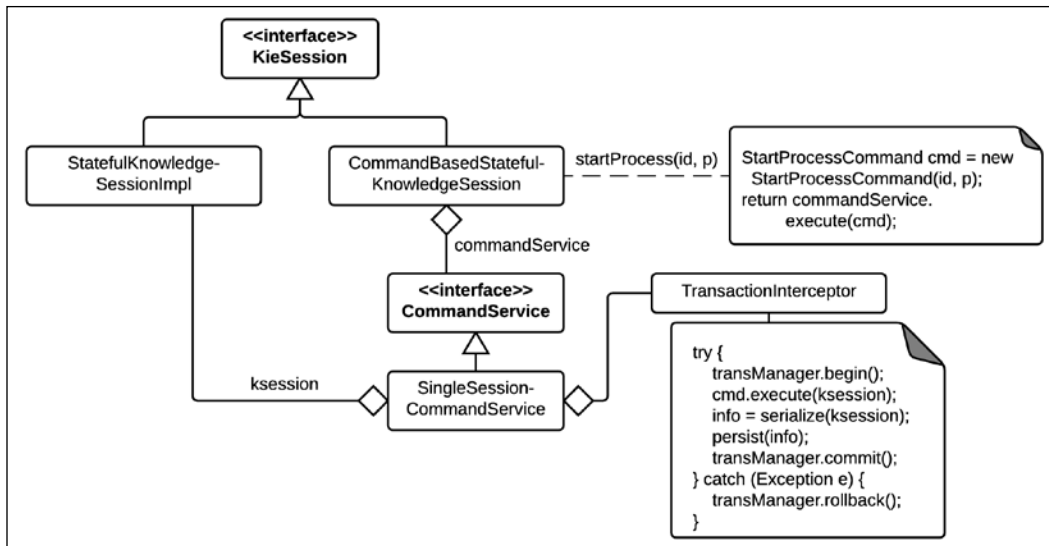 <<interface>>
KieSession
StatefulKnowledge-
SessionImpl
CommandBasedStateful-
KnowledgeSession
startProcess(id, p)
StartProcessCommand cmd = new
StartProcessCommand(id, p);
return commandService.
execute(cmd);
commandService
<<interface>>
CommandService
TransactionInterceptor
ksession
SingleSession-
CommandService
try {
transManager.begin();
cmd.execute(ksession);
info = serialize(ksession);
persist(info);
transManager.commit();
} catch (Exception e) {
transManager.rollback();
}